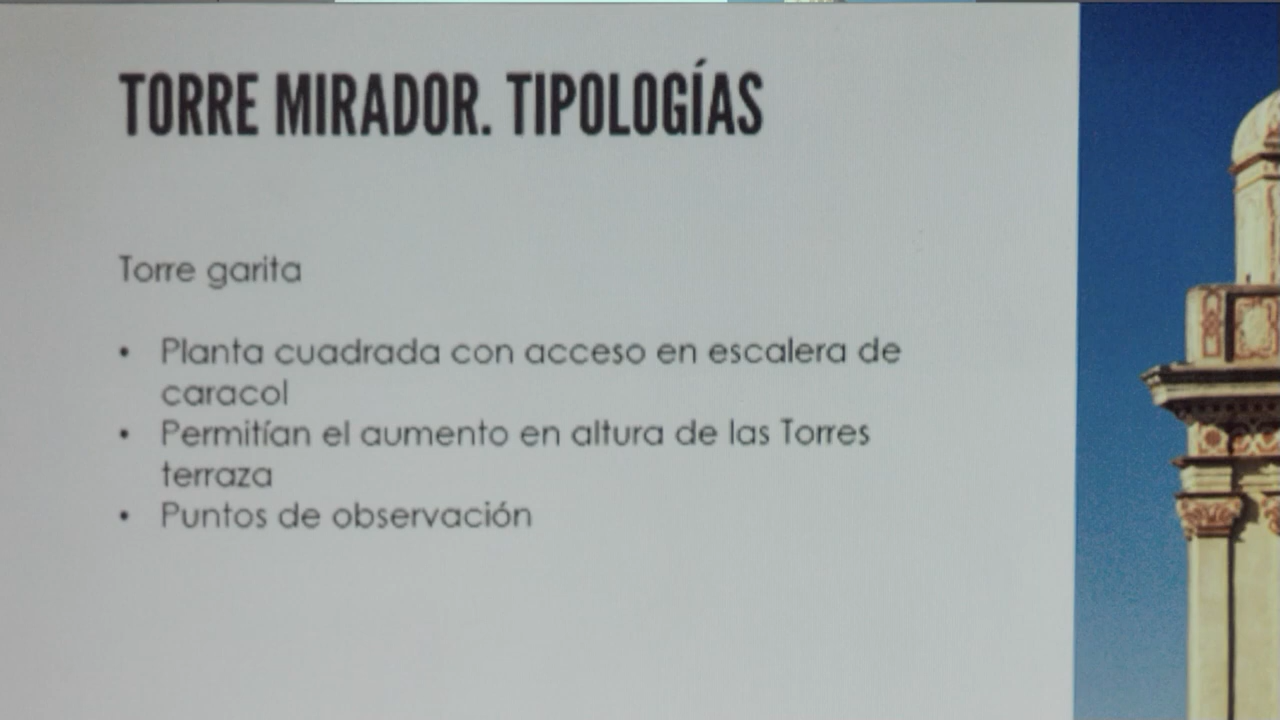 TORRE MIRADOR. TIPOLOGÍAS
Torre garita
• Planta cuadrada con acceso en escalera de
caracol
• Permitían el aumento en altura de las Torres
terraza
• Puntos de observación